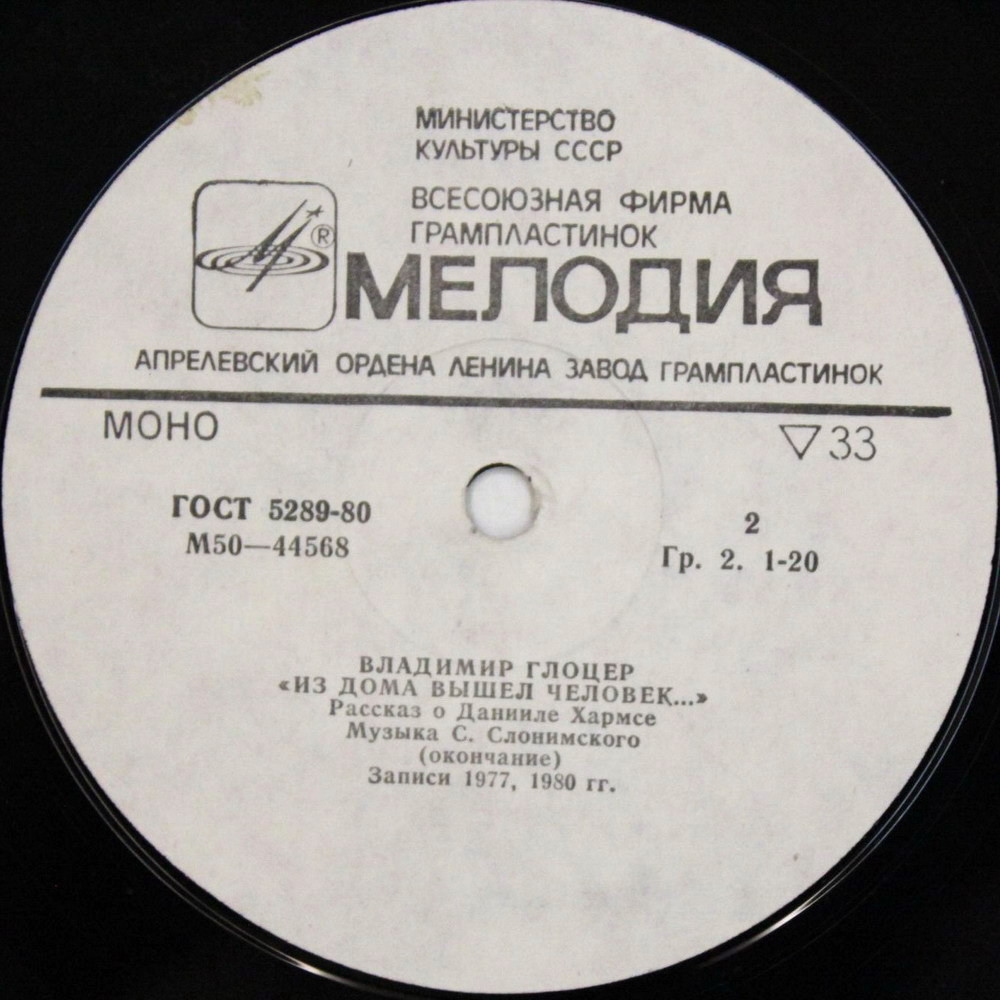 МИНИСТЕРСТВО
КУЛЬТУРЫ СССР
ВСЕСОЮЗНАЯ ФИРМА
ГРАМПЛАСТИНОК
®
МЕЛОДИЯ
АПРЕЛЕВСКИЙ ОРДЕНА ЛЕНИНА ЗАВОД ГРАМПЛАСТИНОК
МОНО
▽33
ГОСТ 5289-80
М50—44568
2
Гр. 2. 1-20
ВЛАДИМИР ГЛОЦЕР
«ИЗ ДОМА ВЫШЕЛ ЧЕЛОВЕК...»
Рассказ о Данииле Хармсе
Музыка С. Слонимского
(окончание)
Записи 1977, 1980 гг.